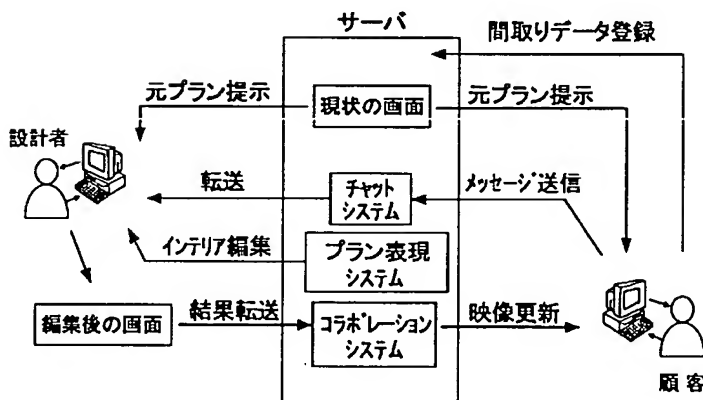 サーバ
間取りデータ登録
元プラン提示
現状の画面
元プラン提示
設計者
転送
チャット
システム
メッセージ送信
インテリア編集
プラン表現
システム
編集後の画面
結果転送
コラボレーション
システム
映像更新
顧客